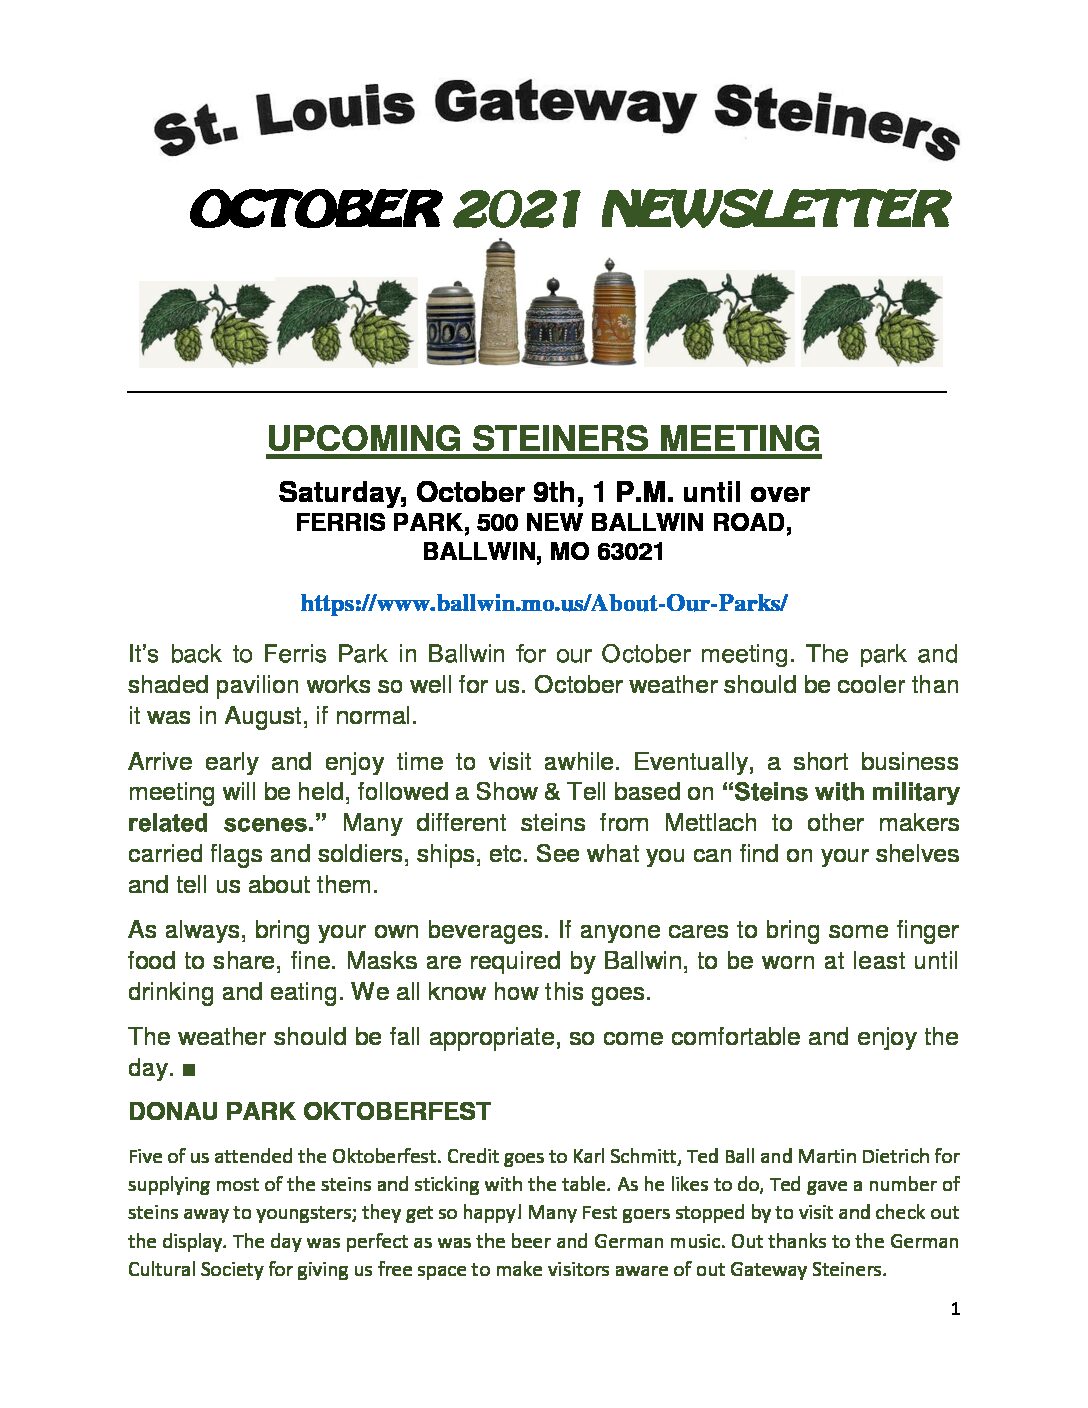 St. Louis Gateway Steiners
OCTOBER 2021 NEWSLETTER
UPCOMING STEINERS MEETING
Saturday, October 9th, 1 P.M. until over
FERRIS PARK, 500 NEW BALLWIN ROAD,
BALLWIN, MO 63021
https://www.ballwin.mo.us/About-Our-Parks/
It’s back to Ferris Park in Ballwin for our October meeting. The park and
shaded pavilion works so well for us. October weather should be cooler than
it was in August, if normal.
Arrive early and enjoy time to visit awhile. Eventually, a short business
meeting will be held, followed a Show & Tell based on “Steins with military
related scenes.” Many different steins from Mettlach to other makers
carried flags and soldiers, ships, etc. See what you can find on your shelves
and tell us about them.
As always, bring your own beverages. If anyone cares to bring some finger
food to share, fine. Masks are required by Ballwin, to be worn at least until
drinking and eating. We all know how this goes.
The weather should be fall appropriate, so come comfortable and enjoy the
day. ■
DONAU PARK OKTOBERFEST
Five of us attended the Oktoberfest. Credit goes to Karl Schmitt, Ted Ball and Martin Dietrich for
supplying most of the steins and sticking with the table. As he likes to do, Ted gave a number of
steins away to youngsters; they get so happy! Many Fest goers stopped by to visit and check out
the display. The day was perfect as was the beer and German music. Out thanks to the German
Cultural Society for giving us free space to make visitors aware of out Gateway Steiners.
1